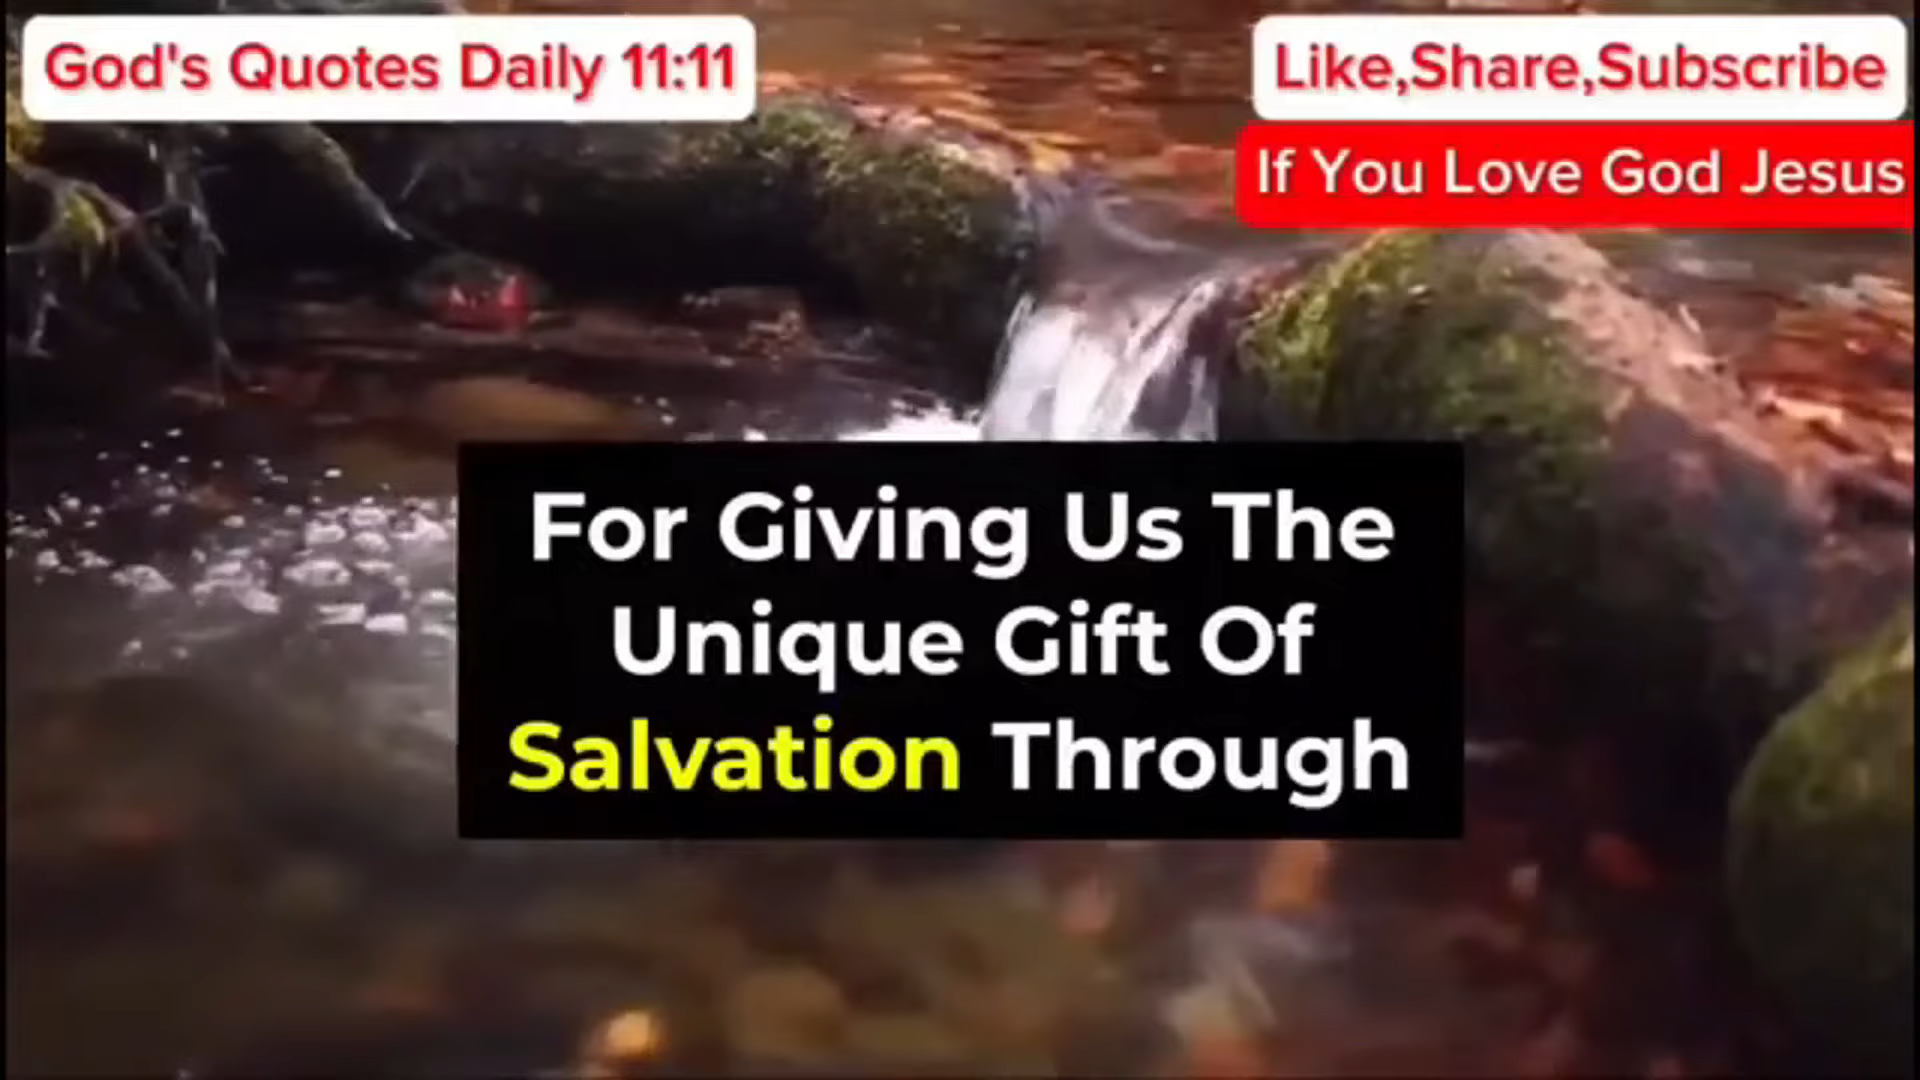 God's Quotes Daily 11:11
Like,Share,Subscribe
If You Love God Jesus
For Giving Us The
Unique Gift Of
Salvation Through